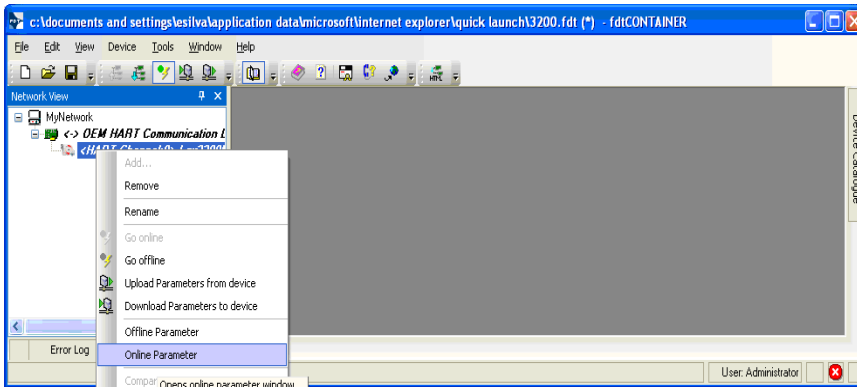 c:\documents and settings\esilva\application data\microsoft\internet explorer\quick launch\3200.fdt (*) - fdtCONTAINER
File Edit View Device Tools Window Help
Network View
MyNetwork
<-> OEM HART Communication
<HART Channel0>
Add...
Remove
Rename
Go online
Go offline
Upload Parameters from device
Download Parameters to device
Offline Parameter
Online Parameter
Opens online parameter window
Error Log
User: Administrator
Device Catalogue